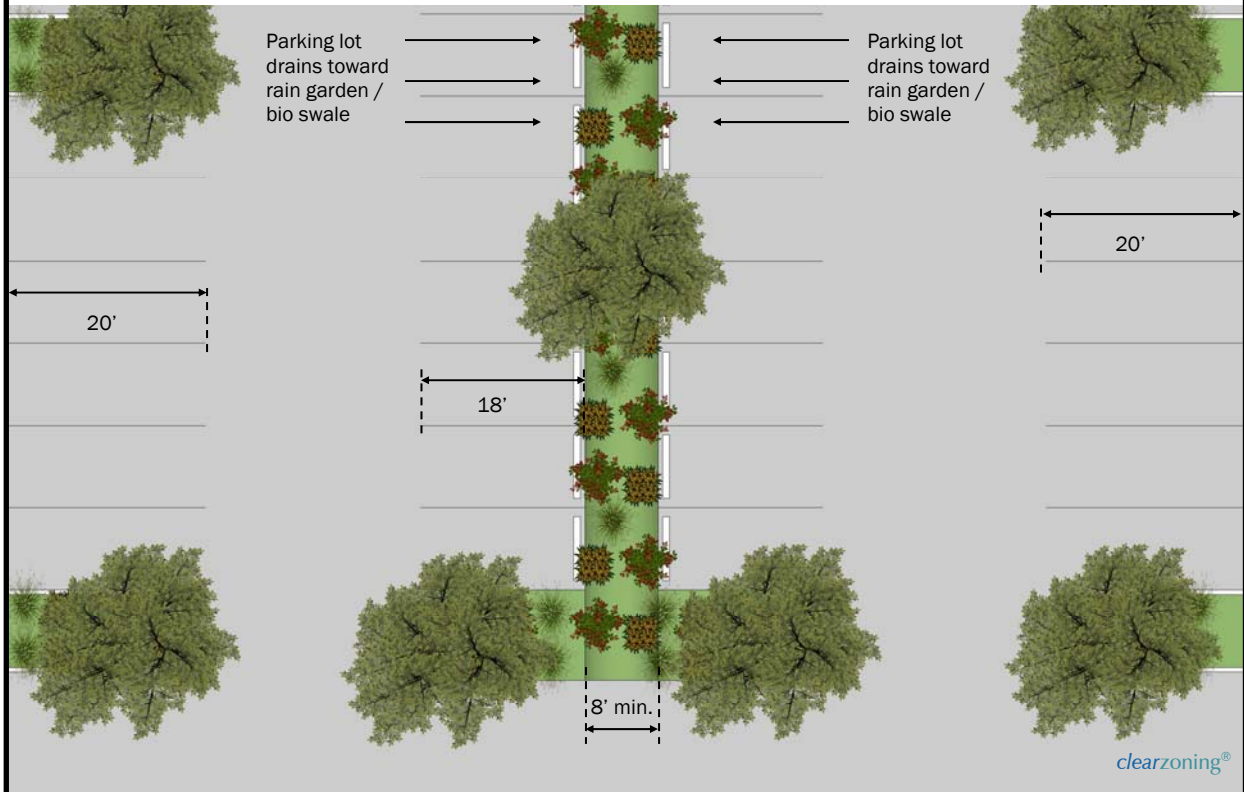 Parking lot
drains toward
rain garden /
bio swale
Parking lot
drains toward
rain garden /
bio swale
20’
20’
18’
8’ min.
clearzoning®